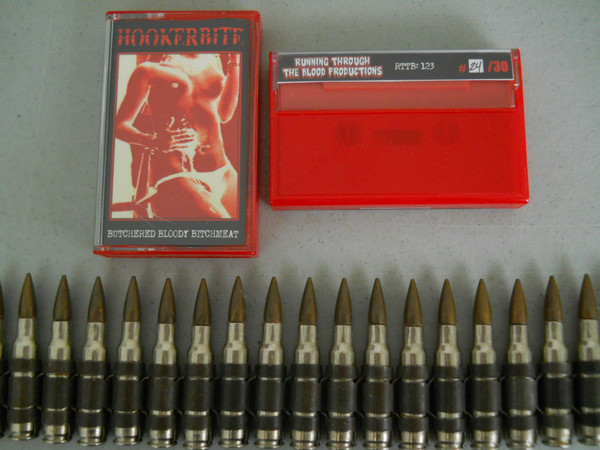 HOOKERBITE
BUTCHERED BLOODY BITCHMEAT
RUNNING THROUGH
THE BLOOD PRODUCTIONS
RTTB: 123
# 24 /30